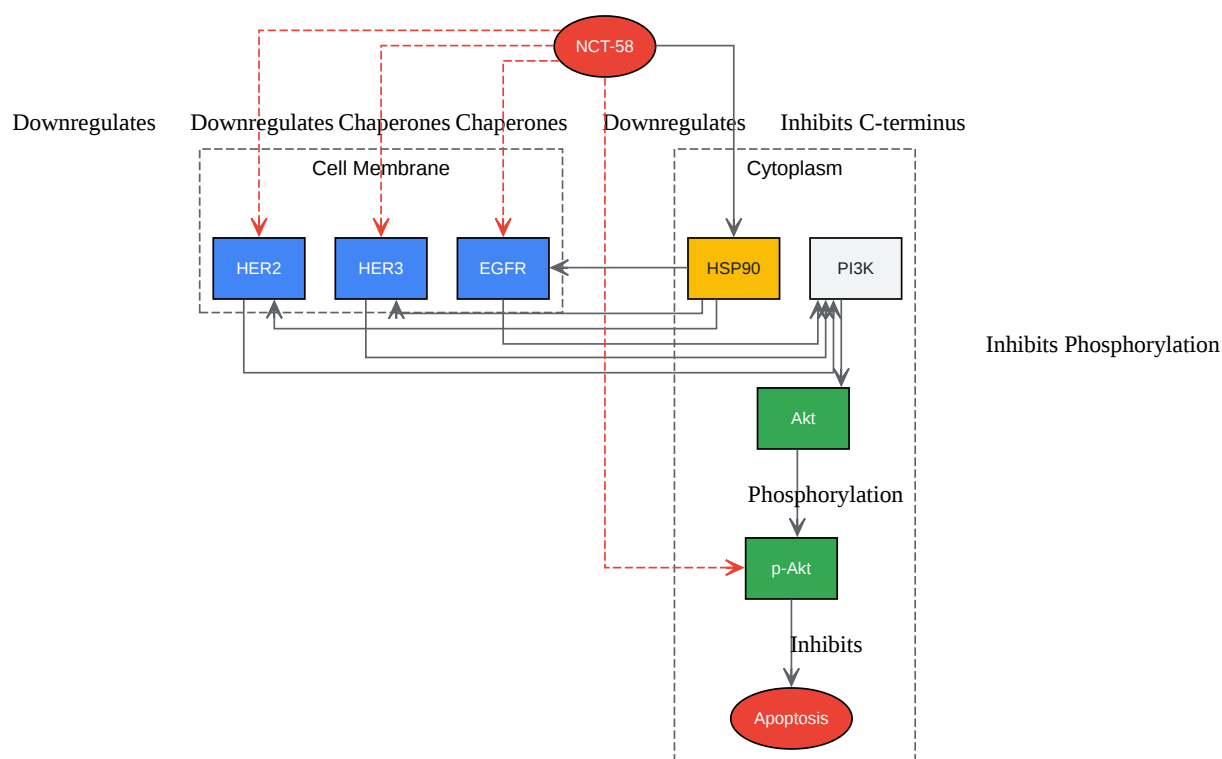 NCT-58
Downregulates
Downregulates
Chaperones
Chaperones
Downregulates
Inhibits C-terminus
Cell Membrane
Cytoplasm
HER2
HER3
EGFR
HSP90
PI3K
Inhibits Phosphorylation
Akt
Phosphorylation
p-Akt
Inhibits
Apoptosis